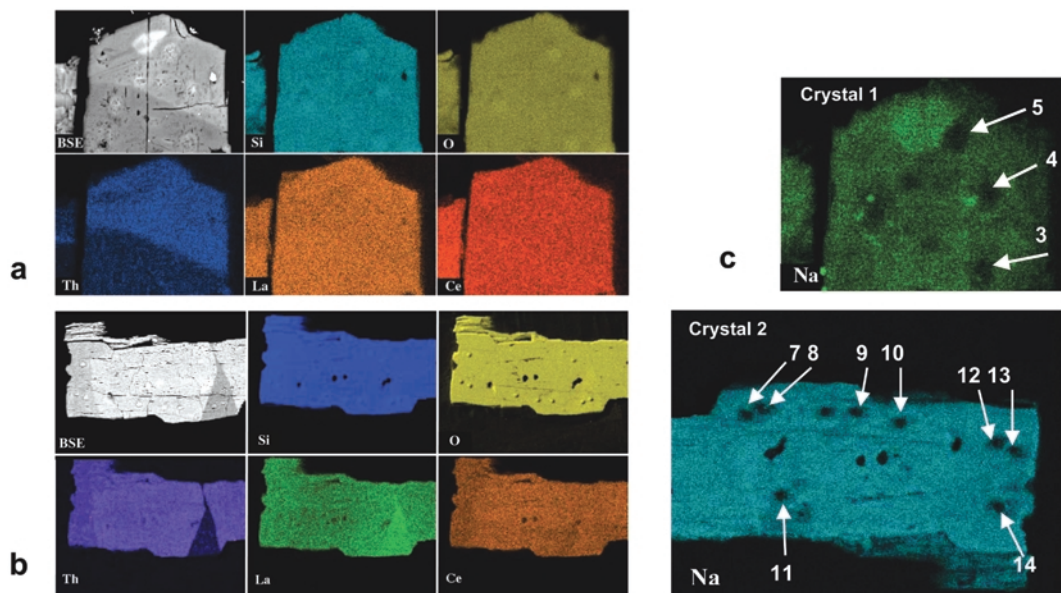 BSE Si O
Th La Ce
a
BSE Si O
Th La Ce
b
Crystal 1
5
4
3
Na
c
Crystal 2
7 8 9 10 12 13
11 14
Na